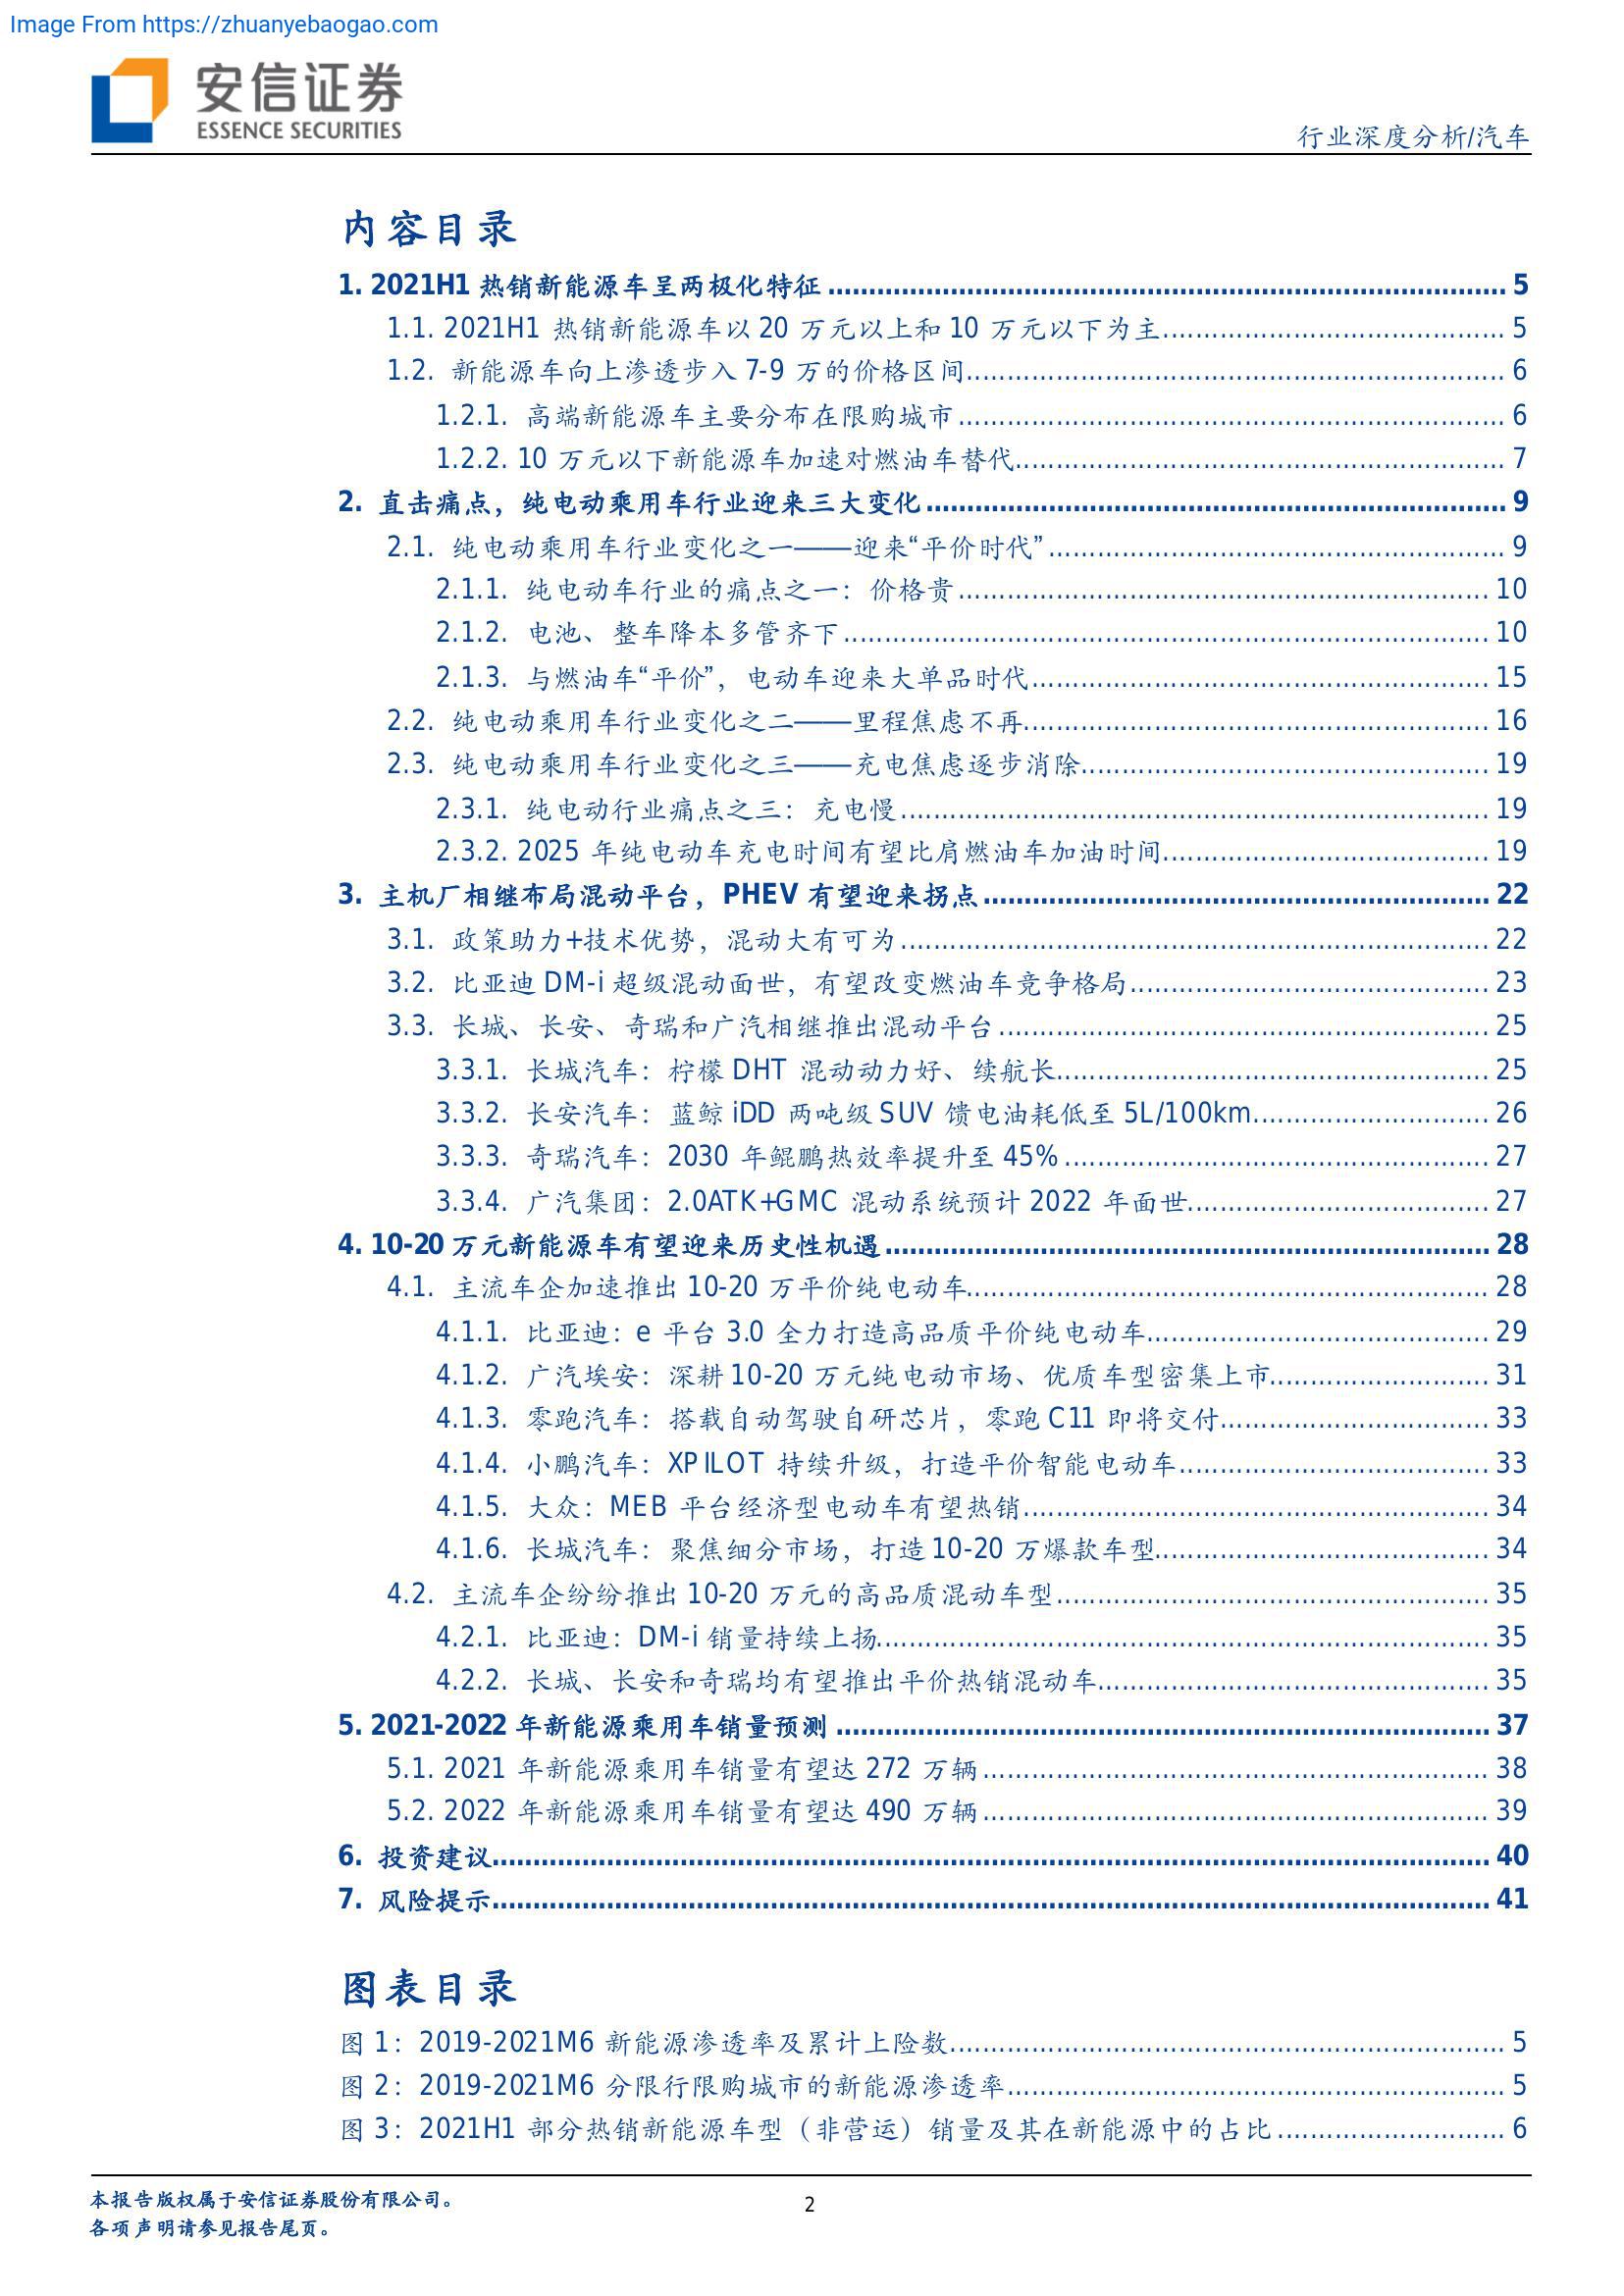 Image From https://zhuanyebaogao.com
安信证券
ESSENCE SECURITIES
行业深度分析/汽车
内容目录
1. 2021H1 热销新能源车呈两极化特征 5
1.1. 2021H1 热销新能源车以 20 万元以上和 10 万元以下为主 5
1.2. 新能源车向上渗透步入 7-9 万的价格区间 6
1.2.1. 高端新能源车主要分布在限购城市 6
1.2.2. 10 万元以下新能源车加速对燃油车替代 7
2. 直击痛点，纯电动乘用车行业迎来三大变化 9
2.1. 纯电动乘用车行业变化之一——迎来“平价时代” 9
2.1.1. 纯电动车行业的痛点之一：价格贵 10
2.1.2. 电池、整车降本多管齐下 10
2.1.3. 与燃油车“平价”，电动车迎来大单品时代 15
2.2. 纯电动乘用车行业变化之二——里程焦虑不再 16
2.3. 纯电动乘用车行业变化之三——充电焦虑逐步消除 19
2.3.1. 纯电动行业痛点之三：充电慢 19
2.3.2. 2025 年纯电动车充电时间有望比肩燃油车加油时间 19
3. 主机厂相继布局混动平台，PHEV 有望迎来拐点 22
3.1. 政策助力+技术优势，混动大有可为 22
3.2. 比亚迪 DM-i 超级混动面世，有望改变燃油车竞争格局 23
3.3. 长城、长安、奇瑞和广汽相继推出混动平台 25
3.3.1. 长城汽车：柠檬 DHT 混动动力好、续航长 25
3.3.2. 长安汽车：蓝鲸 iDD 两吨级 SUV 馈电油耗低至 5L/100km 26
3.3.3. 奇瑞汽车：2030 年鲲鹏热效率提升至 45% 27
3.3.4. 广汽集团：2.0ATK+GMC 混动系统预计 2022 年面世 27
4. 10-20 万元新能源车有望迎来历史性机遇 28
4.1. 主流车企加速推出 10-20 万平价纯电动车 28
4.1.1. 比亚迪：e 平台 3.0 全力打造高品质平价纯电动车 29
4.1.2. 广汽埃安：深耕 10-20 万元纯电动市场、优质车型密集上市 31
4.1.3. 零跑汽车：搭载自动驾驶自研芯片，零跑 C11 即将交付 33
4.1.4. 小鹏汽车：XPILOT 持续升级，打造平价智能电动车 33
4.1.5. 大众：MEB 平台经济型电动车有望热销 34
4.1.6. 长城汽车：聚焦细分市场，打造 10-20 万爆款车型 34
4.2. 主流车企纷纷推出 10-20 万元的高品质混动车型 35
4.2.1. 比亚迪：DM-i 销量持续上扬 35
4.2.2. 长城、长安和奇瑞均有望推出平价热销混动车 35
5. 2021-2022 年新能源乘用车销量预测 37
5.1. 2021 年新能源乘用车销量有望达 272 万辆 38
5.2. 2022 年新能源乘用车销量有望达 490 万辆 39
6. 投资建议 40
7. 风险提示 41
图表目录
图 1：2019-2021M6 新能源渗透率及累计上险数 5
图 2：2019-2021M6 分限行限购城市的新能源渗透率 5
图 3：2021H1 部分热销新能源车型（非营运）销量及其在新能源中的占比 6
本报告版权属于安信证券股份有限公司。
2
各项声明请参见报告尾页。